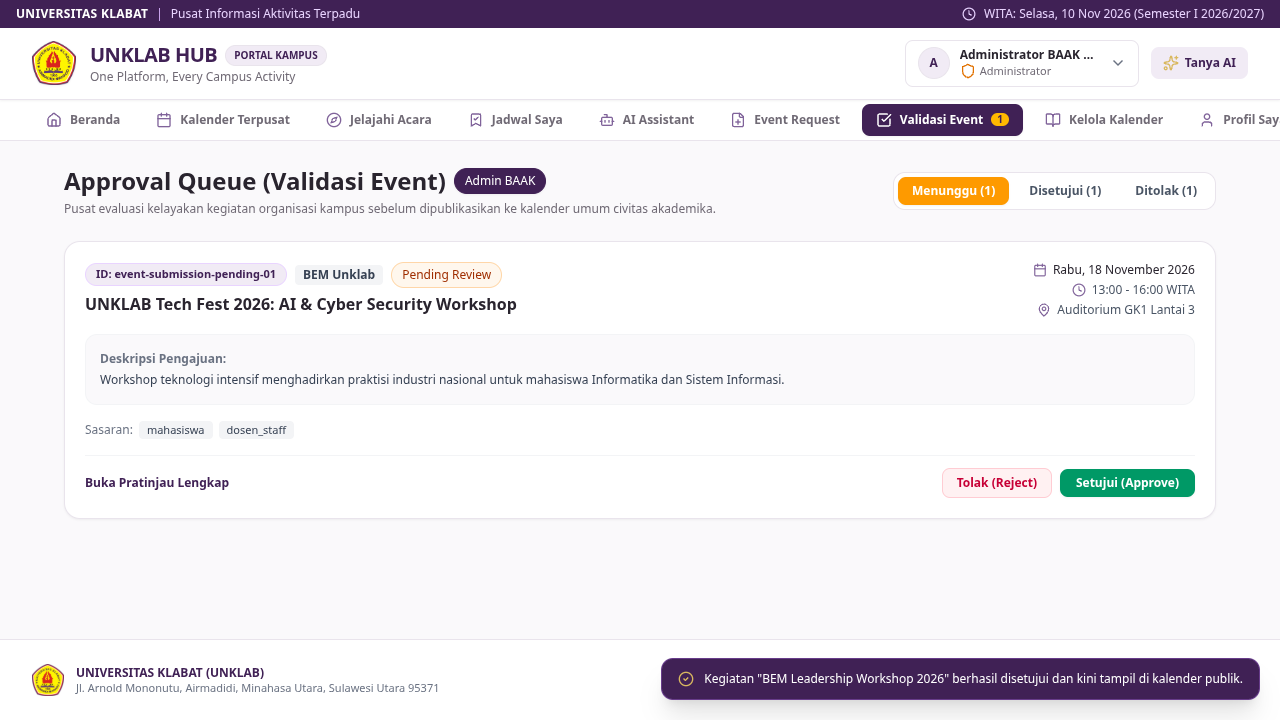 UNIVERSITAS KLABAT | Pusat Informasi Aktivitas Terpadu
WITA: Selasa, 10 Nov 2026 (Semester I 2026/2027)
UNKLAB HUB PORTAL KAMPUS
One Platform, Every Campus Activity
A
Administrator BAAK ...
Administrator
Tanya AI
Beranda
Kalender Terpusat
Jelajahi Acara
Jadwal Saya
AI Assistant
Event Request
Validasi Event 1
Kelola Kalender
Profil Say
Approval Queue (Validasi Event) Admin BAAK
Pusat evaluasi kelayakan kegiatan organisasi kampus sebelum dipublikasikan ke kalender umum civitas akademika.
Menunggu (1)
Disetujui (1)
Ditolak (1)
ID: event-submission-pending-01 BEM Unklab Pending Review
UNKLAB Tech Fest 2026: AI & Cyber Security Workshop
Rabu, 18 November 2026
13:00 - 16:00 WITA
Auditorium GK1 Lantai 3
Deskripsi Pengajuan:
Workshop teknologi intensif menghadirkan praktisi industri nasional untuk mahasiswa Informatika dan Sistem Informasi.
Sasaran: mahasiswa dosen_staff
Buka Pratinjau Lengkap
Tolak (Reject)
Setujui (Approve)
UNIVERSITAS KLABAT (UNKLAB)
Jl. Arnold Mononutu, Airmadidi, Minahasa Utara, Sulawesi Utara 95371
Kegiatan "BEM Leadership Workshop 2026" berhasil disetujui dan kini tampil di kalender publik.